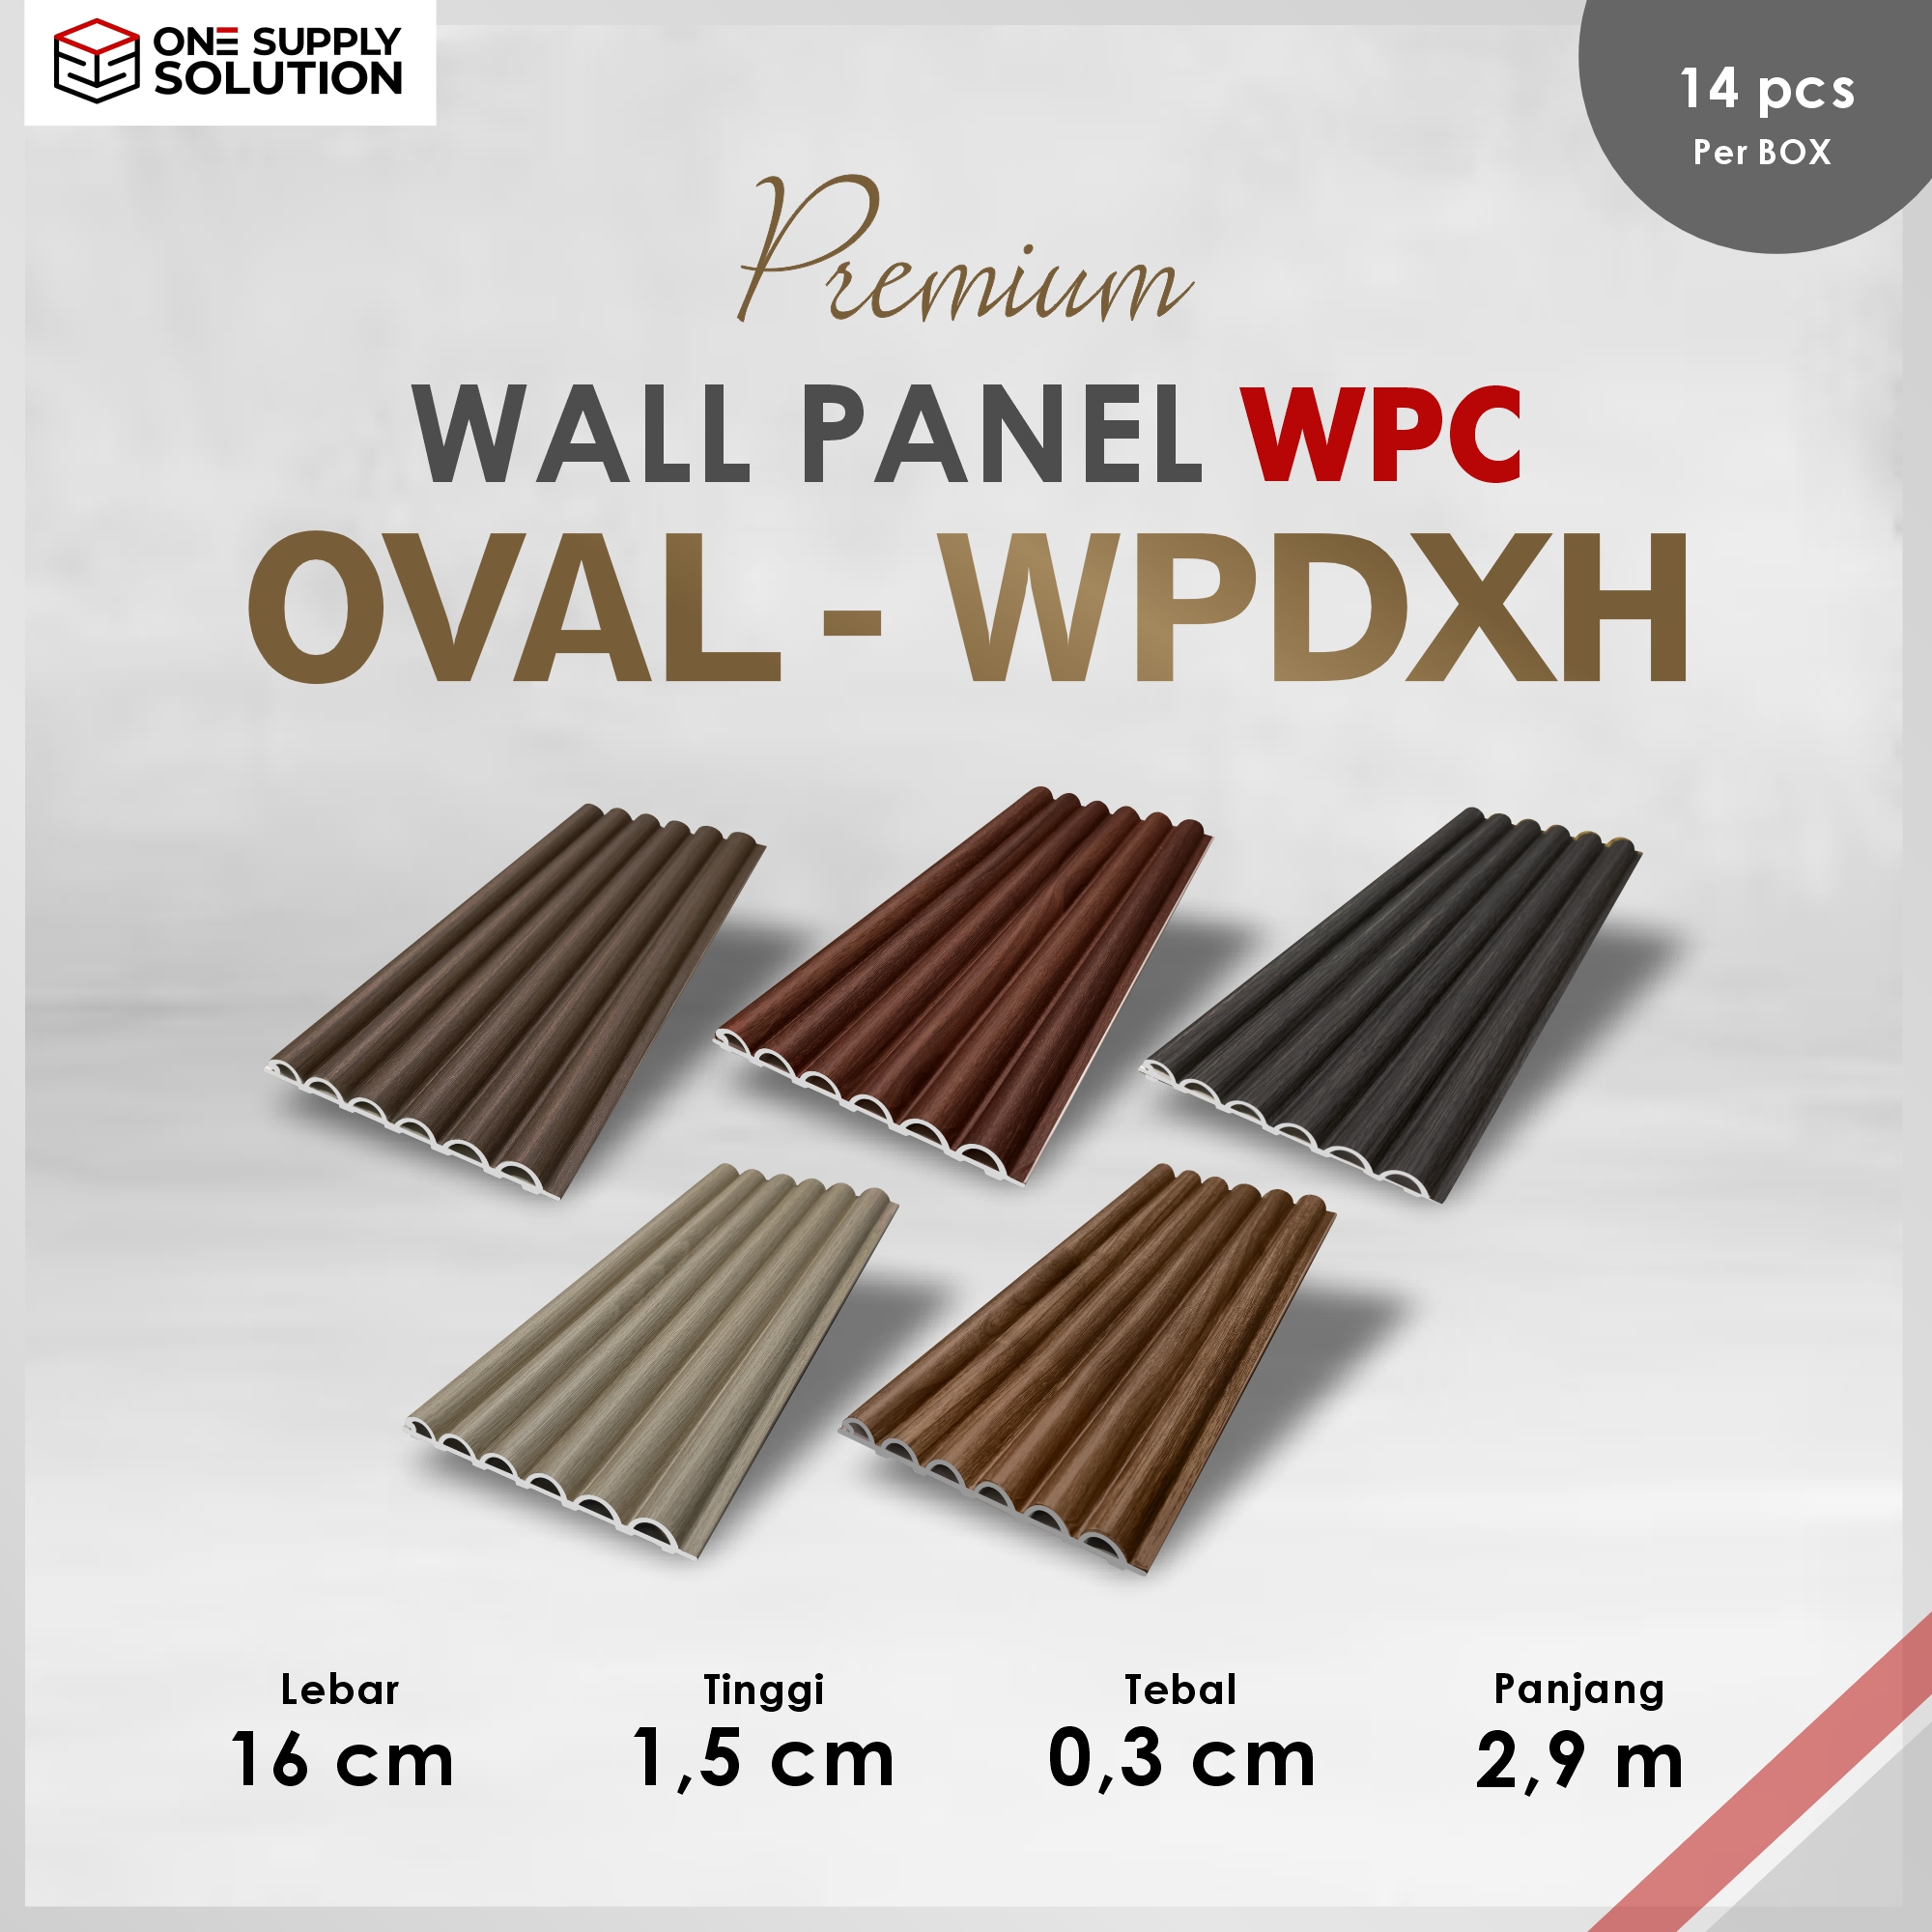 ONE SUPPLY
SOLUTION
14 pcs
Per BOX
Premium
WALL PANEL WPC
OVAL - WPDXH
Lebar
16 cm
Tinggi
1,5 cm
Tebal
0,3 cm
Panjang
2,9 m